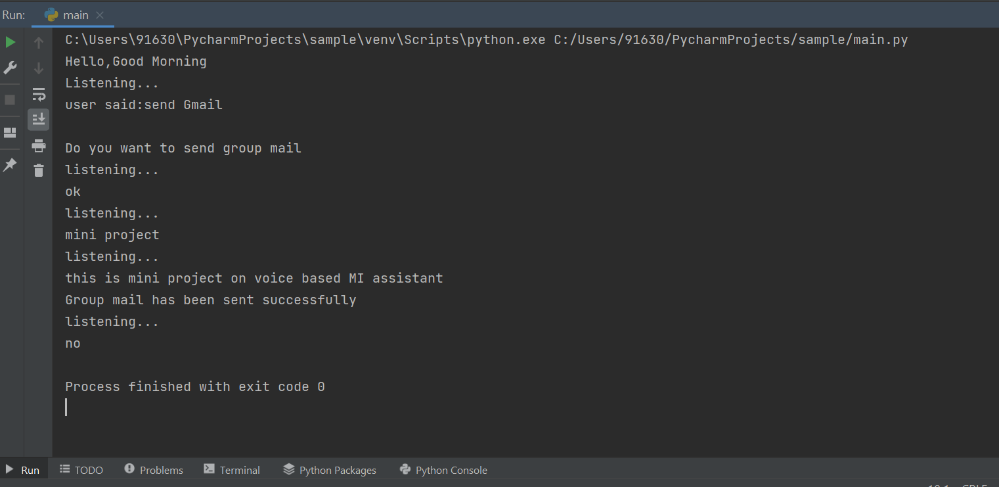 Run: main
C:\Users\91630\PycharmProjects\sample\venv\Scripts\python.exe C:/Users/91630/PycharmProjects/sample/main.py
Hello,Good Morning
Listening...
user said:send Gmail
Do you want to send group mail
listening...
ok
listening...
mini project
listening...
this is mini project on voice based MI assistant
Group mail has been sent successfully
listening...
no
Process finished with exit code 0
Run TODO Problems Terminal Python Packages Python Console